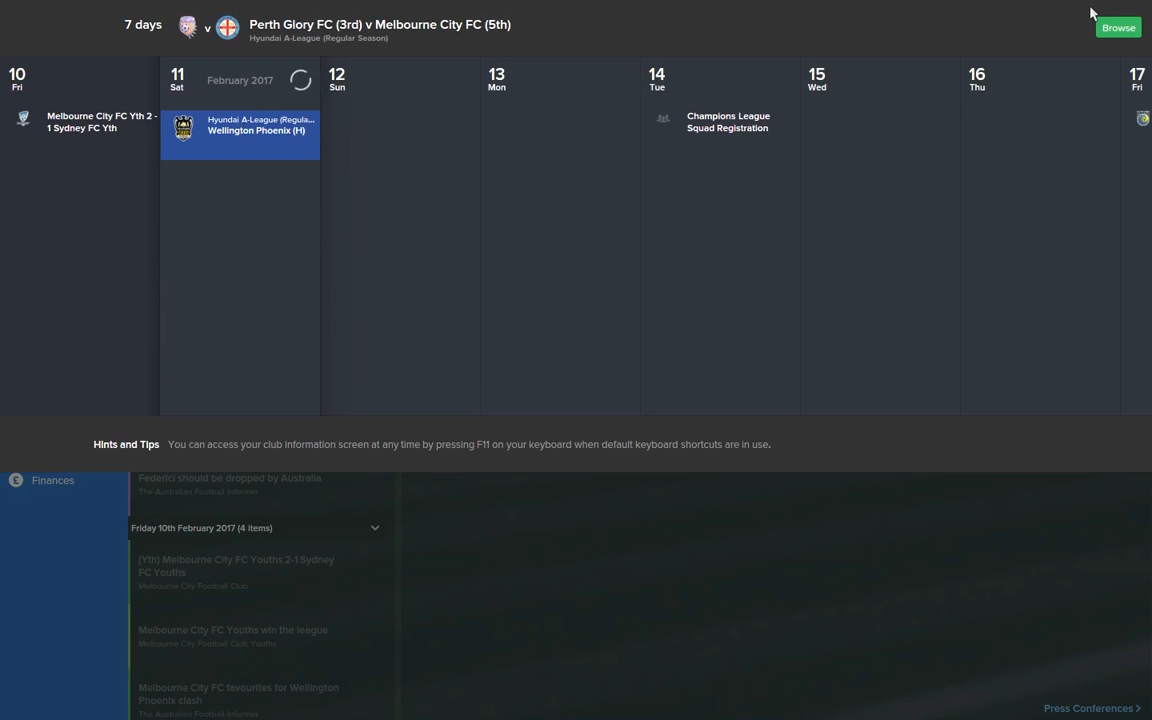 7 days
v
Perth Glory FC (3rd) v Melbourne City FC (5th)
Hyundai A-League (Regular Season)
Browse
10
Fri
11
Sat
February 2017
12
Sun
13
Mon
14
Tue
15
Wed
16
Thu
17
Fri
Melbourne City FC Yth 2 -
1 Sydney FC Yth
Hyundai A-League (Regula...
Wellington Phoenix (H)
Champions League
Squad Registration
Hints and Tips
You can access your club information screen at any time by pressing F11 on your keyboard when default keyboard shortcuts are in use.
£ Finances
Federici should be dropped by Australia
The Australian Football Informer
Friday 10th February 2017 (4 items)
(Yth) Melbourne City FC Youths 2-1 Sydney
FC Youths
Melbourne City Football Club
Melbourne City FC Youths win the league
Melbourne City Football Club Youths
Melbourne City FC favourites for Wellington
Phoenix clash
The Australian Football Informer
Press Conferences >